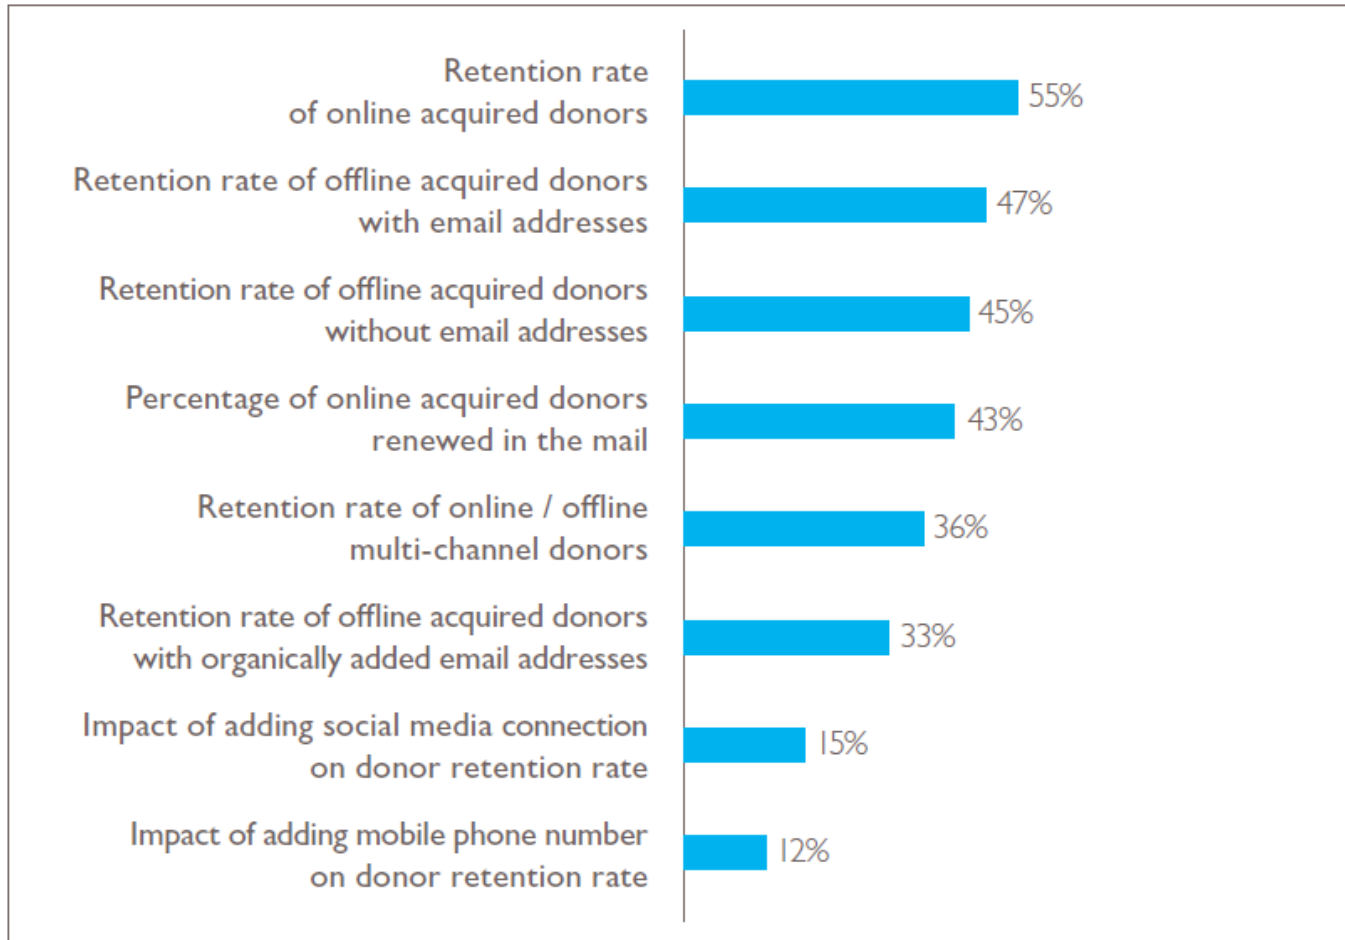 Retention rate
of online acquired donors
55%
Retention rate of offline acquired donors
with email addresses
47%
Retention rate of offline acquired donors
without email addresses
45%
Percentage of online acquired donors
renewed in the mail
43%
Retention rate of online / offline
multi-channel donors
36%
Retention rate of offline acquired donors
with organically added email addresses
33%
Impact of adding social media connection
on donor retention rate
15%
Impact of adding mobile phone number
on donor retention rate
12%